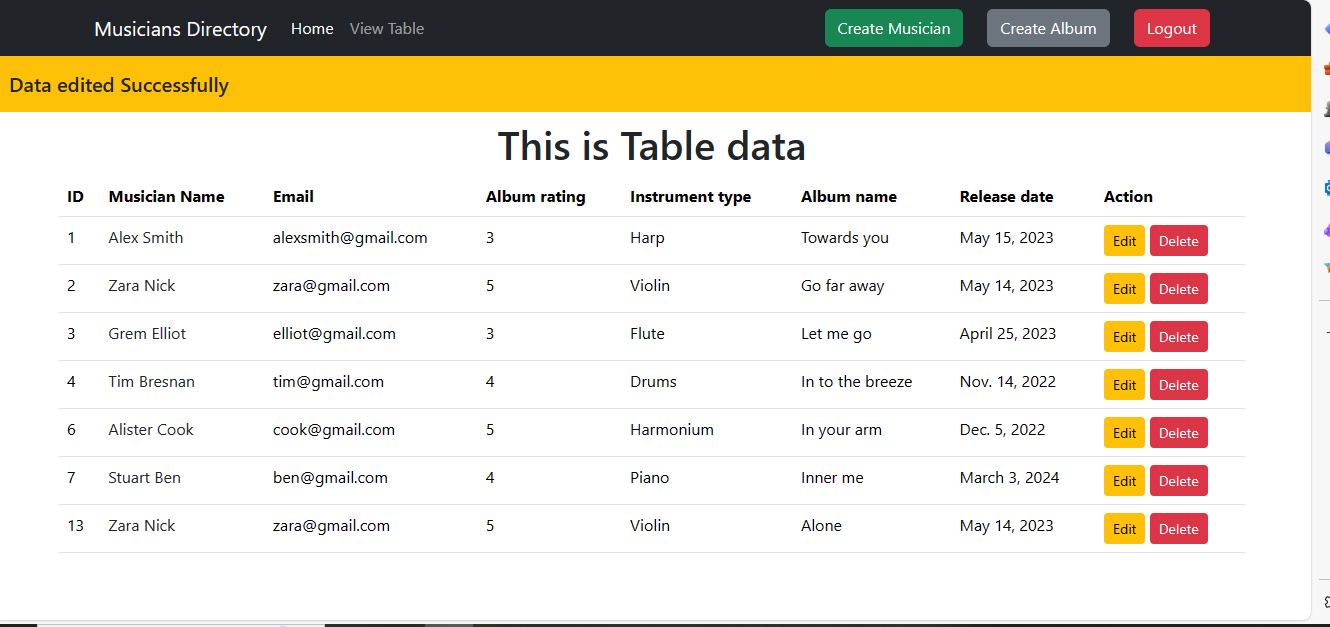 Musicians Directory Home View Table Create Musician Create Album Logout
Data edited Successfully
This is Table data
ID Musician Name Email Album rating Instrument type Album name Release date Action
1 Alex Smith alexsmith@gmail.com 3 Harp Towards you May 15, 2023 Edit Delete
2 Zara Nick zara@gmail.com 5 Violin Go far away May 14, 2023 Edit Delete
3 Grem Elliot elliot@gmail.com 3 Flute Let me go April 25, 2023 Edit Delete
4 Tim Bresnan tim@gmail.com 4 Drums In to the breeze Nov. 14, 2022 Edit Delete
6 Alister Cook cook@gmail.com 5 Harmonium In your arm Dec. 5, 2022 Edit Delete
7 Stuart Ben ben@gmail.com 4 Piano Inner me March 3, 2024 Edit Delete
13 Zara Nick zara@gmail.com 5 Violin Alone May 14, 2023 Edit Delete